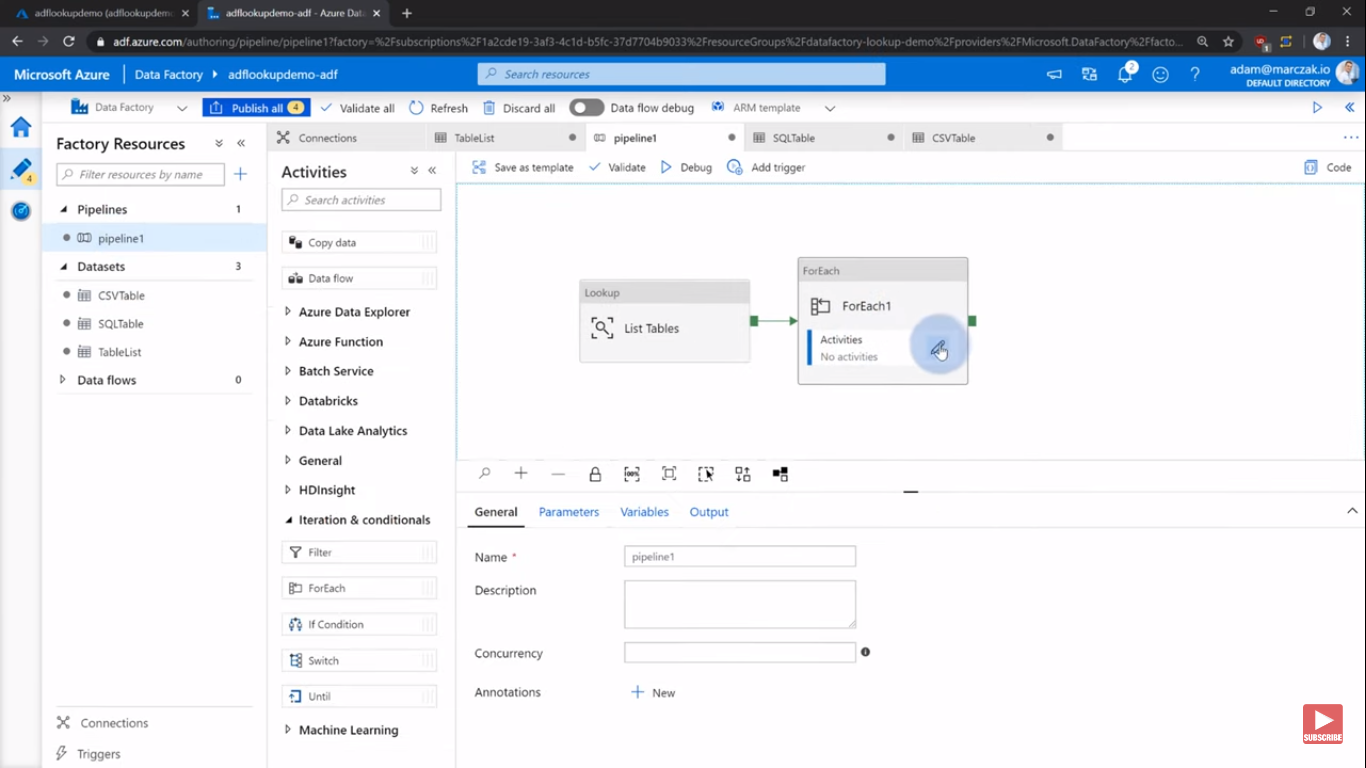 adflookupdemo (adflookupdem
adflookupdemo-adf - Azure Data
adf.azure.com/authoring/pipeline/pipeline1?factory=%2Fsubscriptions%2F1a2cde19-3af3-4c1d-b5fc-37d7704b9033%2FresourceGroups%2Fdatafactory-lookup-demo%2Fproviders%2FMicrosoft.DataFactory%2Ffacto...
Microsoft Azure
Data Factory
adflookupdemo-adf
Search resources
2
adam@marczak.io
DEFAULT DIRECTORY
Data Factory
Publish all 4
Validate all
Refresh
Discard all
Data flow debug
ARM template
4
Factory Resources
Filter resources by name
Pipelines 1
pipeline1
Datasets 3
CSVTable
SQLTable
TableList
Data flows 0
Connections
Triggers
Connections
TableList
pipeline1
SQLTable
CSVTable
Activities
Search activities
Copy data
Data flow
Azure Data Explorer
Azure Function
Batch Service
Databricks
Data Lake Analytics
General
HDInsight
Iteration & conditionals
Filter
ForEach
If Condition
Switch
Until
Machine Learning
Save as template
Validate
Debug
Add trigger
Code
Lookup
List Tables
ForEach
ForEach1
Activities
No activities
100%
General
Parameters
Variables
Output
Name *
pipeline1
Description
Concurrency
Annotations
New
SUBSCRIBE